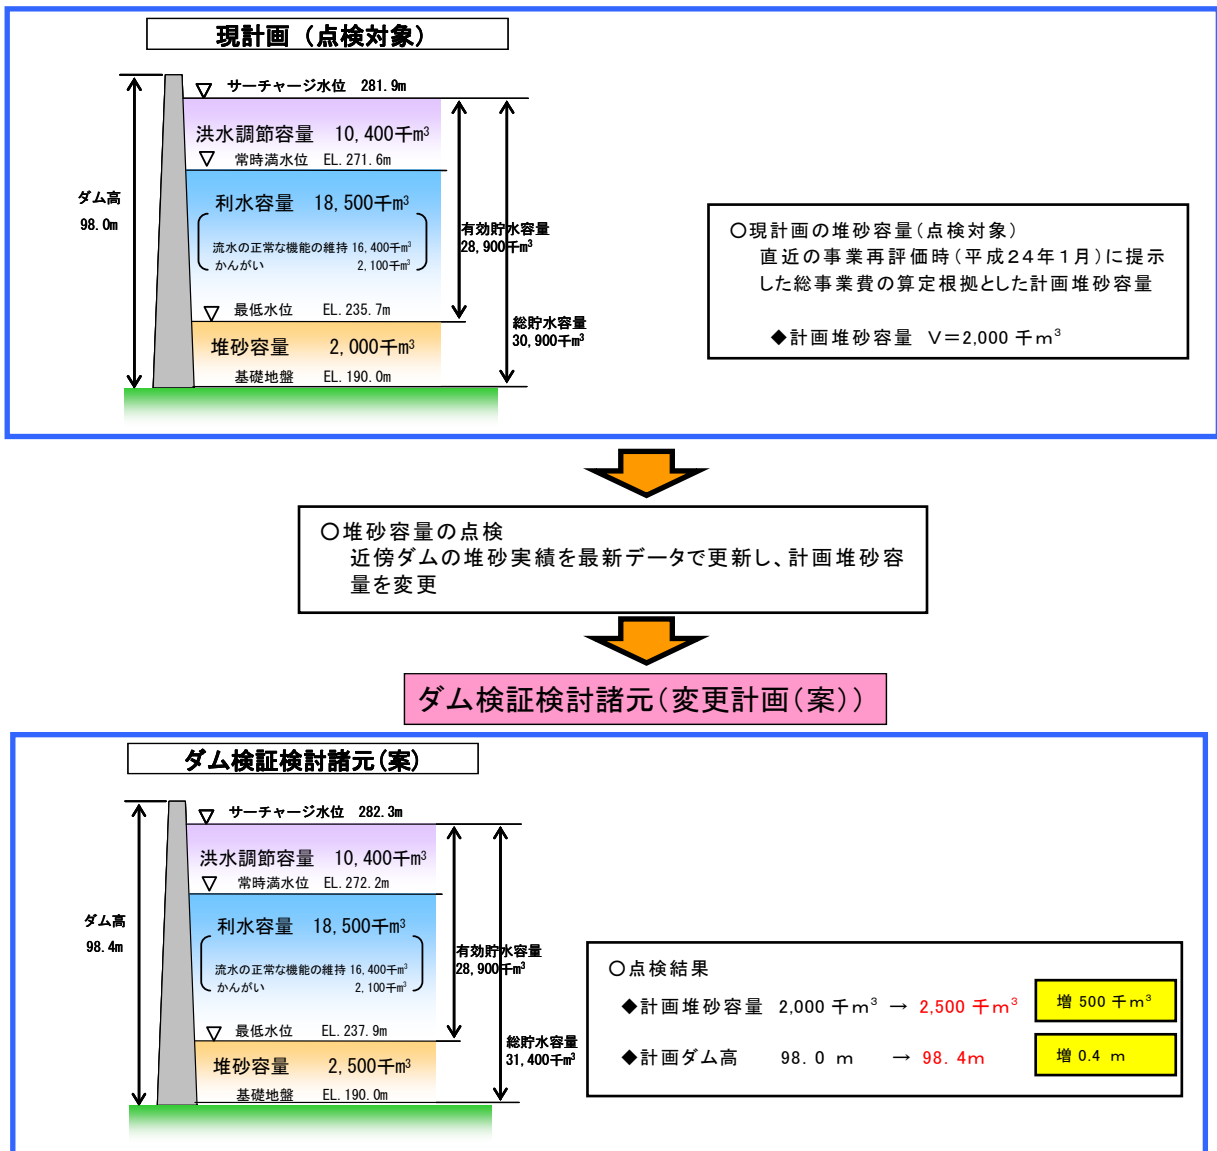 現計画（点検対象）
サーチャージ水位 281.9m
洪水調節容量 10,400千m³
常時満水位 EL.271.6m
ダム高
98.0m
利水容量 18,500千m³
流水の正常な機能の維持 16,400千m³
かんがい 2,100千m³
有効貯水容量
28,900千m³
最低水位 EL.235.7m
総貯水容量
30,900千m³
堆砂容量 2,000千m³
基礎地盤 EL.190.0m
○現計画の堆砂容量（点検対象）
直近の事業再評価時（平成２４年１月）に提示
した総事業費の算定根拠とした計画堆砂容量
◆計画堆砂容量 Ｖ＝2,000 千ｍ³
○堆砂容量の点検
近傍ダムの堆砂実績を最新データで更新し、計画堆砂容
量を変更
ダム検証検討諸元（変更計画（案））
ダム検証検討諸元（案）
サーチャージ水位 282.3m
洪水調節容量 10,400千m³
常時満水位 EL.272.2m
ダム高
98.4m
利水容量 18,500千m³
流水の正常な機能の維持 16,400千m³
かんがい 2,100千m³
有効貯水容量
28,900千m³
最低水位 EL.237.9m
総貯水容量
31,400千m³
堆砂容量 2,500千m³
基礎地盤 EL.190.0m
○点検結果
◆計画堆砂容量 2,000 千ｍ³ → 2,500 千ｍ³ 増 500 千ｍ³
◆計画ダム高 98.0 ｍ → 98.4ｍ 増 0.4 ｍ